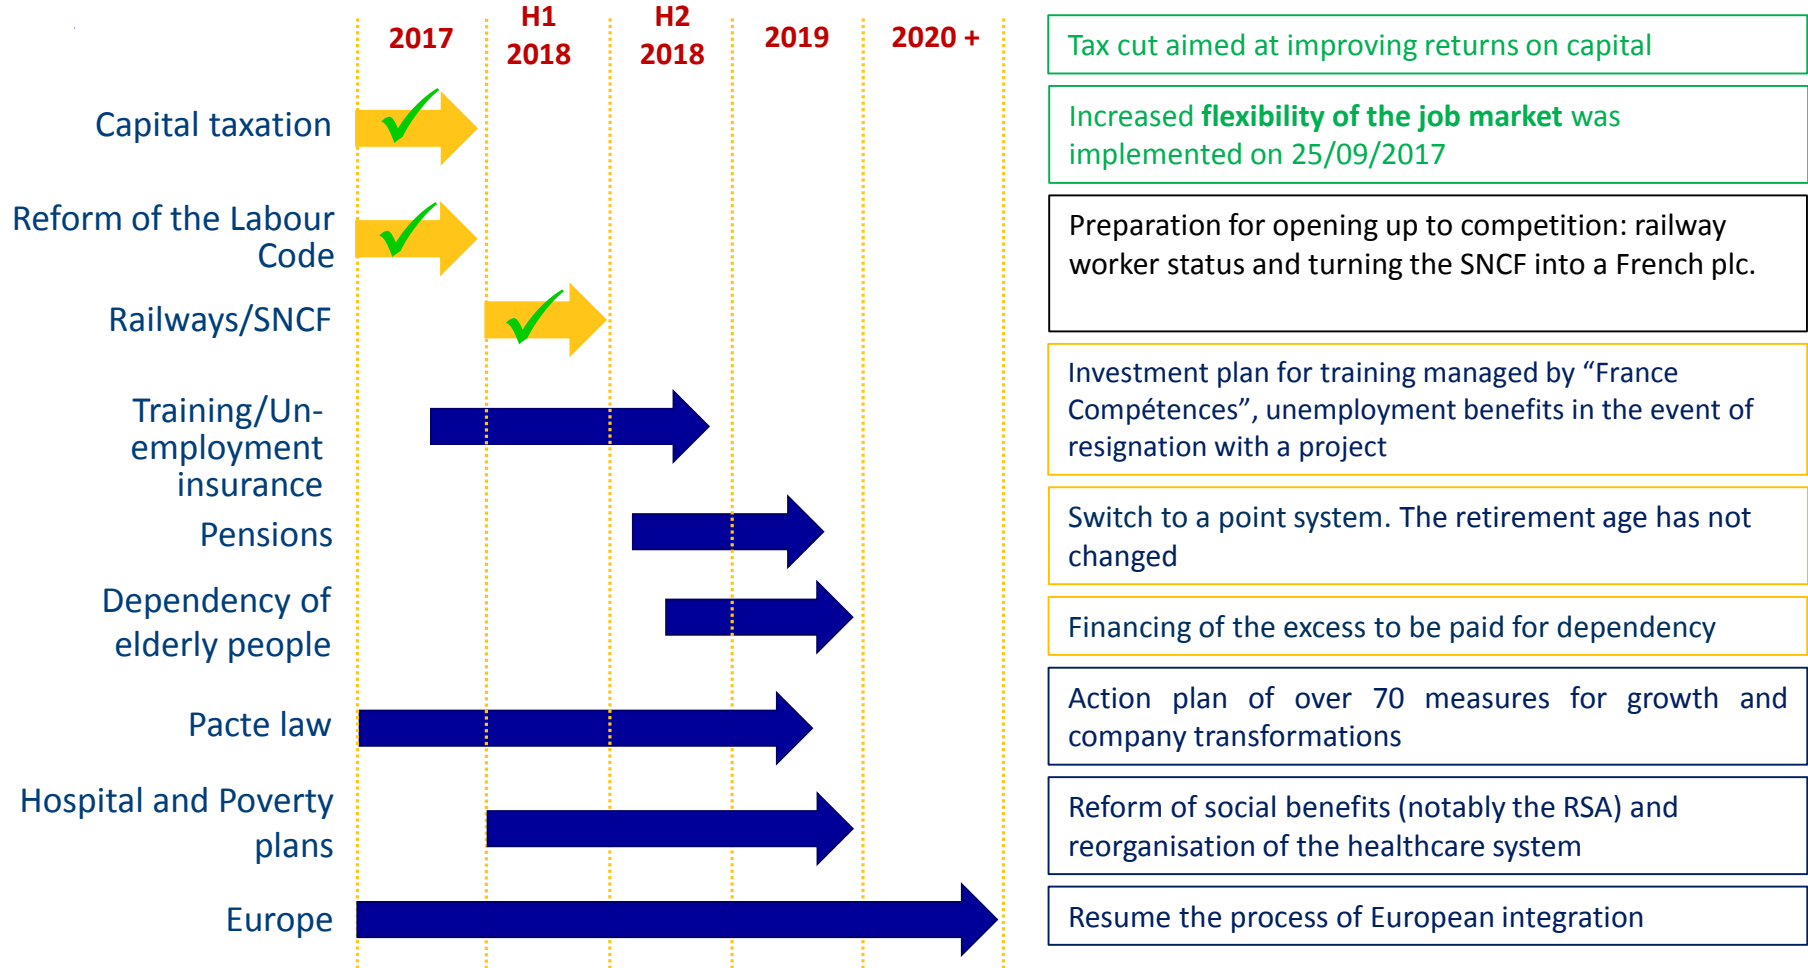 2017
H1
2018
H2
2018
2019
2020 +
Capital taxation
Reform of the Labour
Code
Railways/SNCF
Training/Un-
employment
insurance
Pensions
Dependency of
elderly people
Pacte law
Hospital and Poverty
plans
Europe
Tax cut aimed at improving returns on capital
Increased flexibility of the job market was
implemented on 25/09/2017
Preparation for opening up to competition: railway
worker status and turning the SNCF into a French plc.
Investment plan for training managed by “France
Compétences”, unemployment benefits in the event of
resignation with a project
Switch to a point system. The retirement age has not
changed
Financing of the excess to be paid for dependency
Action plan of over 70 measures for growth and
company transformations
Reform of social benefits (notably the RSA) and
reorganisation of the healthcare system
Resume the process of European integration